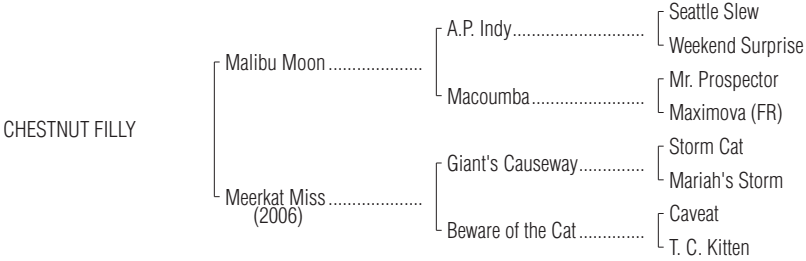 Seattle Slew
A.P. Indy
Weekend Surprise
Malibu Moon
Mr. Prospector
Macoumba
Maximova (FR)
CHESTNUT FILLY
Storm Cat
Giant's Causeway
Mariah's Storm
Meerkat Miss
(2006)
Caveat
Beware of the Cat
T. C. Kitten